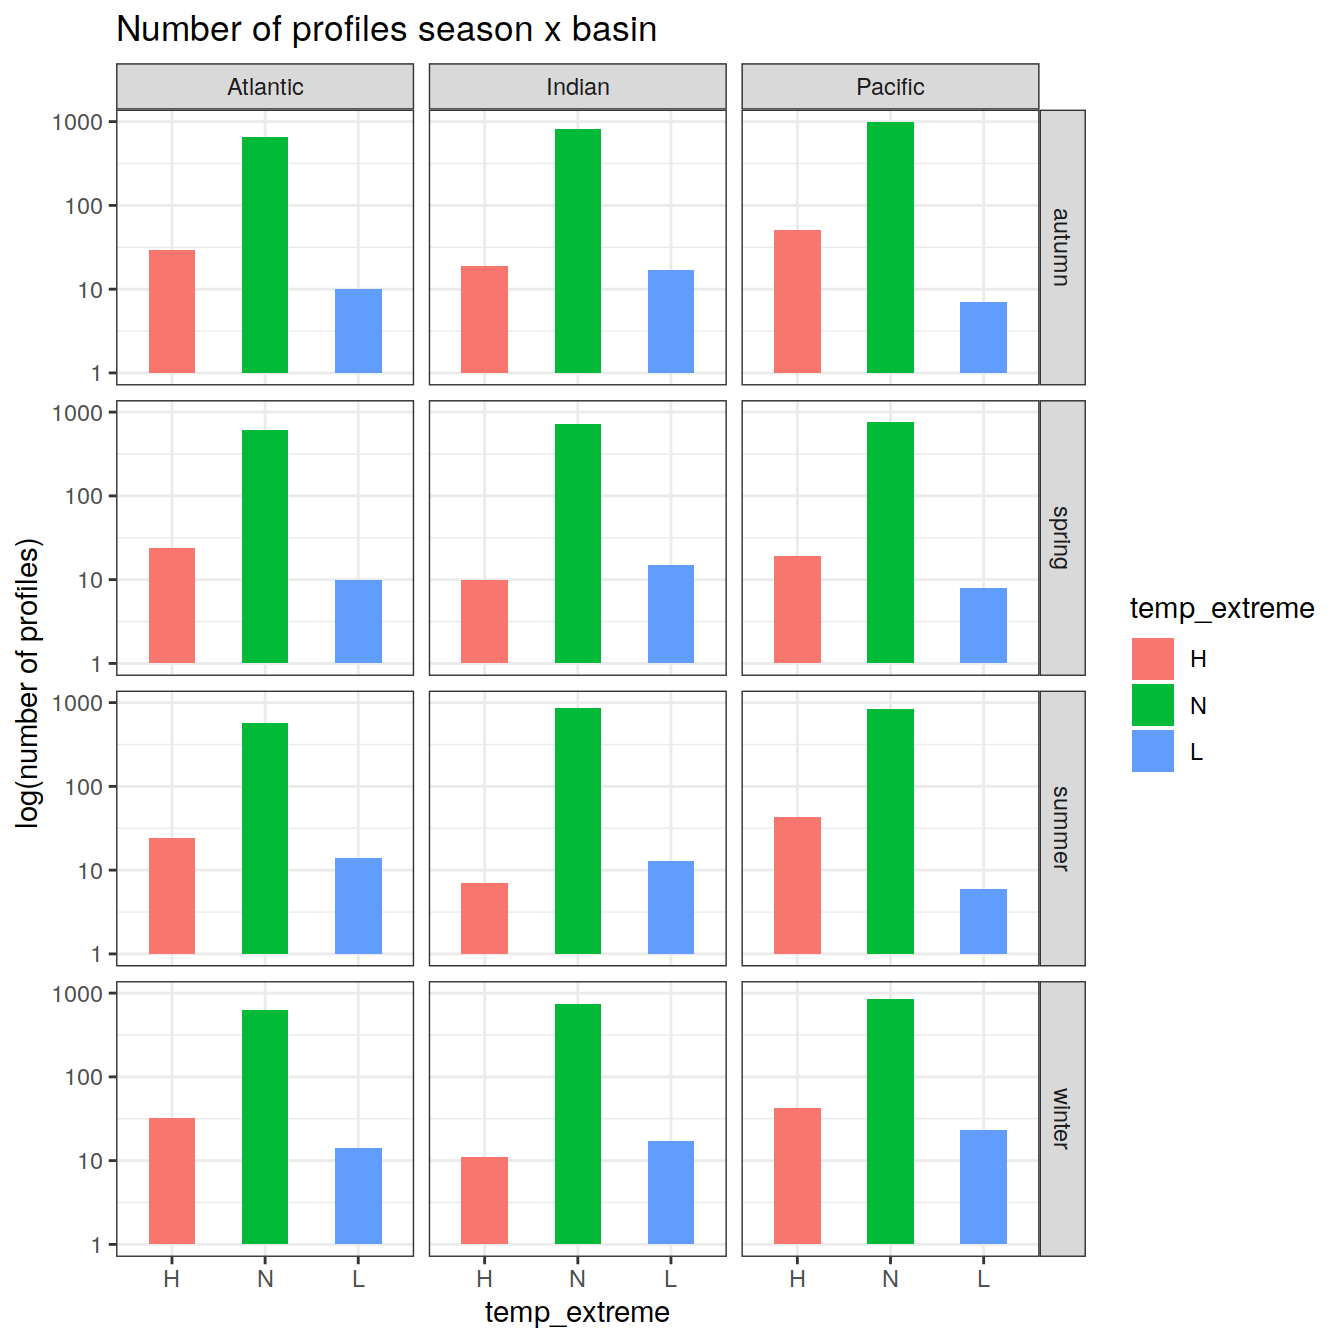 Number of profiles season x basin
Atlantic
Indian
Pacific
1000
100
10
1
autumn
1000
100
10
1
spring
1000
100
10
1
summer
1000
100
10
1
winter
log(number of profiles)
H N L
H N L
H N L
temp_extreme
temp_extreme
H
N
L